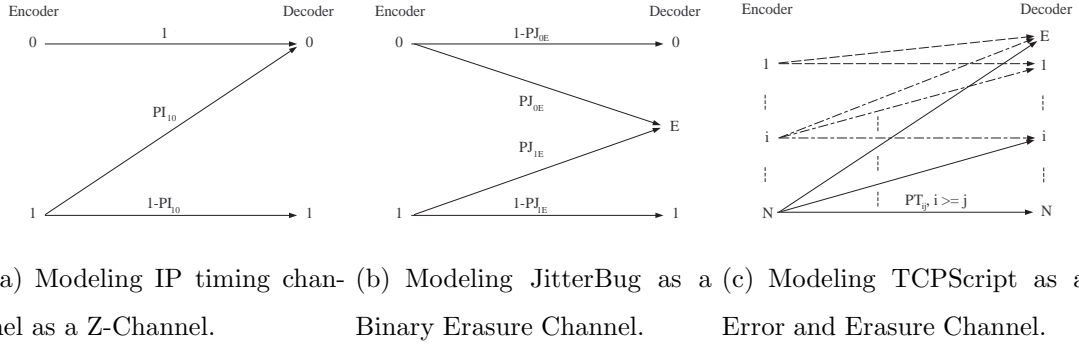 Encoder Decoder
0 1 0
PI10
1 1-PI10 1
Encoder Decoder
0 1-PJ0E 0
PJ0E
E
PJ1E
1 1-PJ1E 1
Encoder Decoder
E
1 1
i i
N PTij, i >= j N
a) Modeling IP timing chan-
nel as a Z-Channel.
(b) Modeling JitterBug as a
Binary Erasure Channel.
(c) Modeling TCPScript as a
Error and Erasure Channel.